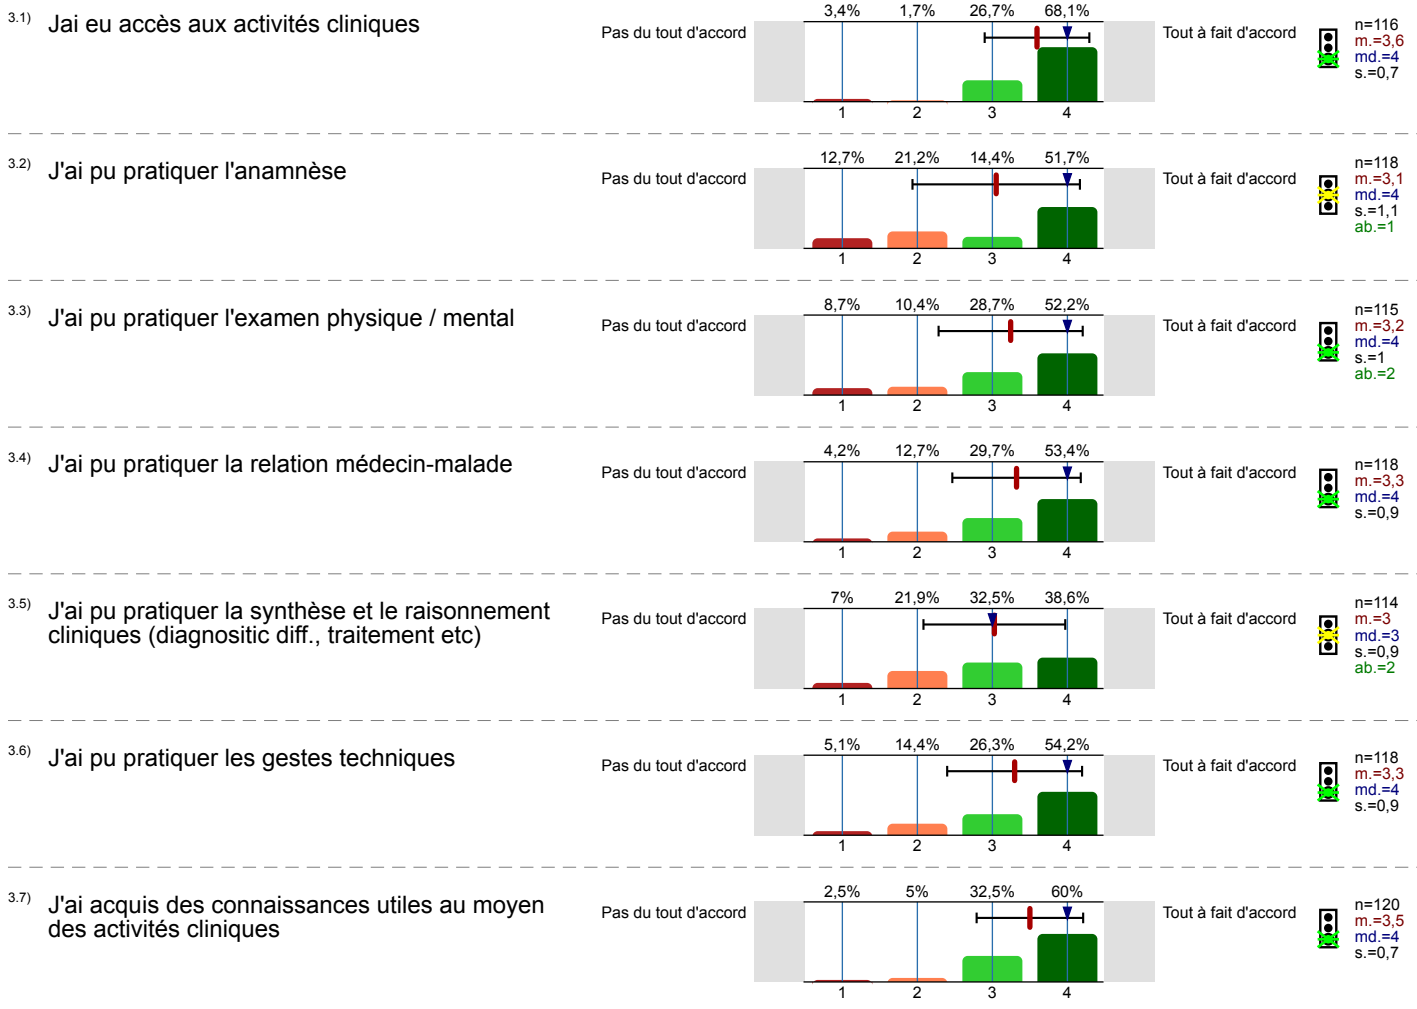 3.1) Jai eu accès aux activités cliniques
Pas du tout d'accord
3,4% 1,7% 26,7% 68,1%
1 2 3 4
Tout à fait d'accord
n=116
m.=3,6
md.=4
s.=0,7
3.2) J'ai pu pratiquer l'anamnèse
Pas du tout d'accord
12,7% 21,2% 14,4% 51,7%
1 2 3 4
Tout à fait d'accord
n=118
m.=3,1
md.=4
s.=1,1
ab.=1
3.3) J'ai pu pratiquer l'examen physique / mental
Pas du tout d'accord
8,7% 10,4% 28,7% 52,2%
1 2 3 4
Tout à fait d'accord
n=115
m.=3,2
md.=4
s.=1
ab.=2
3.4) J'ai pu pratiquer la relation médecin-malade
Pas du tout d'accord
4,2% 12,7% 29,7% 53,4%
1 2 3 4
Tout à fait d'accord
n=118
m.=3,3
md.=4
s.=0,9
3.5) J'ai pu pratiquer la synthèse et le raisonnement
cliniques (diagnositic diff., traitement etc)
Pas du tout d'accord
7% 21,9% 32,5% 38,6%
1 2 3 4
Tout à fait d'accord
n=114
m.=3
md.=3
s.=0,9
ab.=2
3.6) J'ai pu pratiquer les gestes techniques
Pas du tout d'accord
5,1% 14,4% 26,3% 54,2%
1 2 3 4
Tout à fait d'accord
n=118
m.=3,3
md.=4
s.=0,9
3.7) J'ai acquis des connaissances utiles au moyen
des activités cliniques
Pas du tout d'accord
2,5% 5% 32,5% 60%
1 2 3 4
Tout à fait d'accord
n=120
m.=3,5
md.=4
s.=0,7